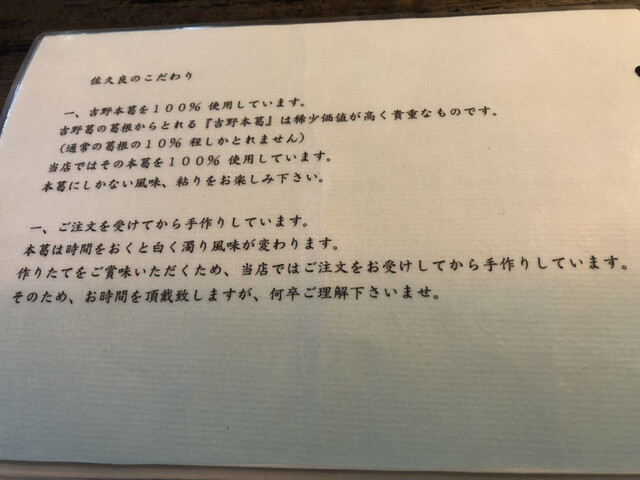 佐久良のこだわり
一、吉野本葛を１００％ 使用しています。
吉野葛の葛根からとれる『吉野本葛』は稀少価値が高く貴重なものです。
（通常の葛根の１０％ 程しかとれません）
当店ではその本葛を１００％ 使用しています。
本葛にしかない風味、粘りをお楽しみ下さい。
一、ご注文を受けてから手作りしています。
本葛は時間をおくと白く濁り風味が変わります。
作りたてをご賞味いただくため、当店ではご注文をお受けしてから手作りしています。
そのため、お時間を頂戴致しますが、何卒ご理解下さいませ。